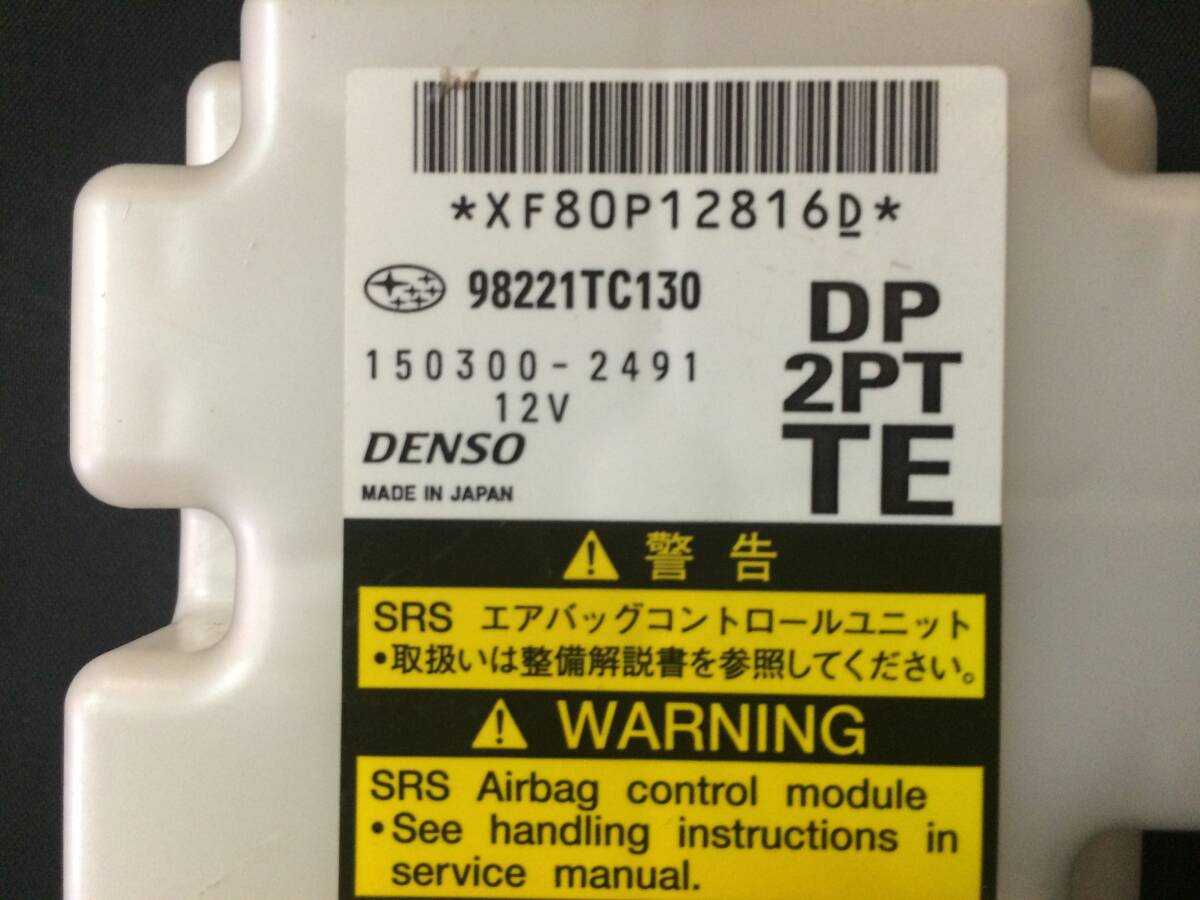 *XF80P12816D*
98221TC130
150300-2491
12V
DENSO
MADE IN JAPAN
DP
2PT
TE
警告
SRS エアバッグコントロールユニット
・取扱いは整備解説書を参照してください。
WARNING
SRS Airbag control module
・See handling instructions in
service manual.